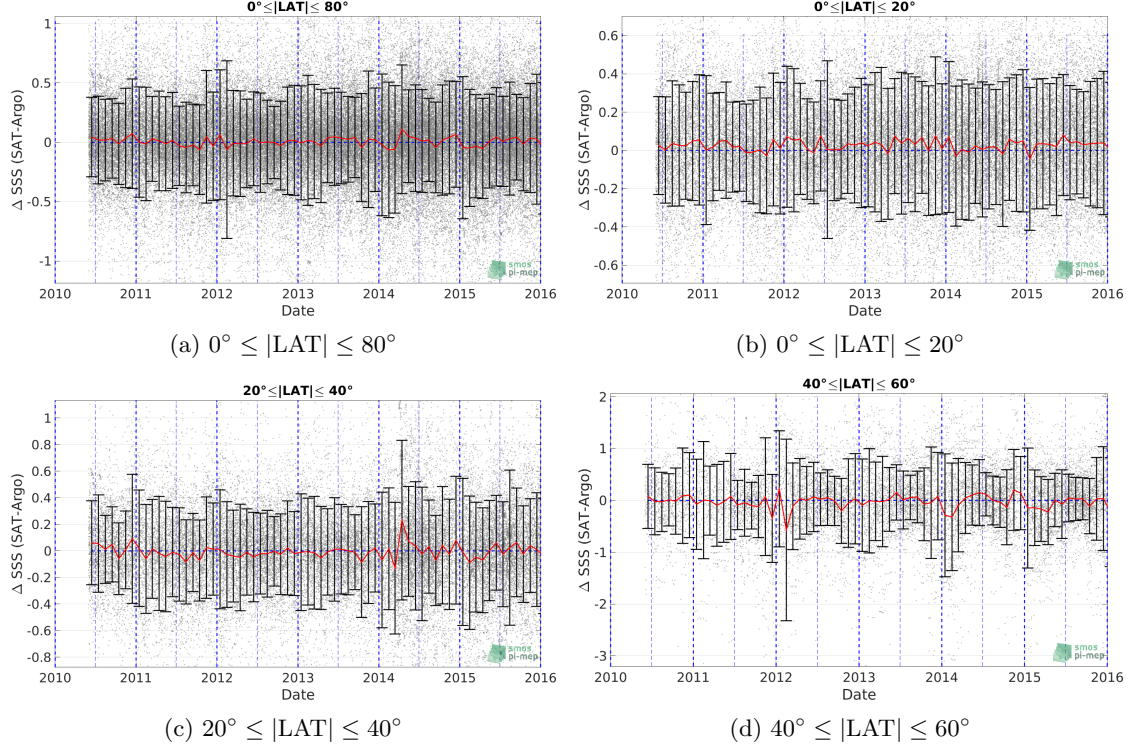 0°≤|LAT|≤ 80°
Δ SSS (SAT-Argo)
1
0.5
0
-0.5
-1
2010 2011 2012 2013 2014 2015 2016
Date
smos
pi-mep
(a) 0° ≤ |LAT| ≤ 80°
0°≤|LAT|≤ 20°
Δ SSS (SAT-Argo)
0.6
0.4
0.2
0
-0.2
-0.4
-0.6
2010 2011 2012 2013 2014 2015 2016
Date
smos
pi-mep
(b) 0° ≤ |LAT| ≤ 20°
20°≤|LAT|≤ 40°
Δ SSS (SAT-Argo)
1
0.8
0.6
0.4
0.2
0
-0.2
-0.4
-0.6
-0.8
2010 2011 2012 2013 2014 2015 2016
Date
smos
pi-mep
(c) 20° ≤ |LAT| ≤ 40°
40°≤|LAT|≤ 60°
Δ SSS (SAT-Argo)
2
1
0
-1
-2
-3
2010 2011 2012 2013 2014 2015 2016
Date
smos
pi-mep
(d) 40° ≤ |LAT| ≤ 60°